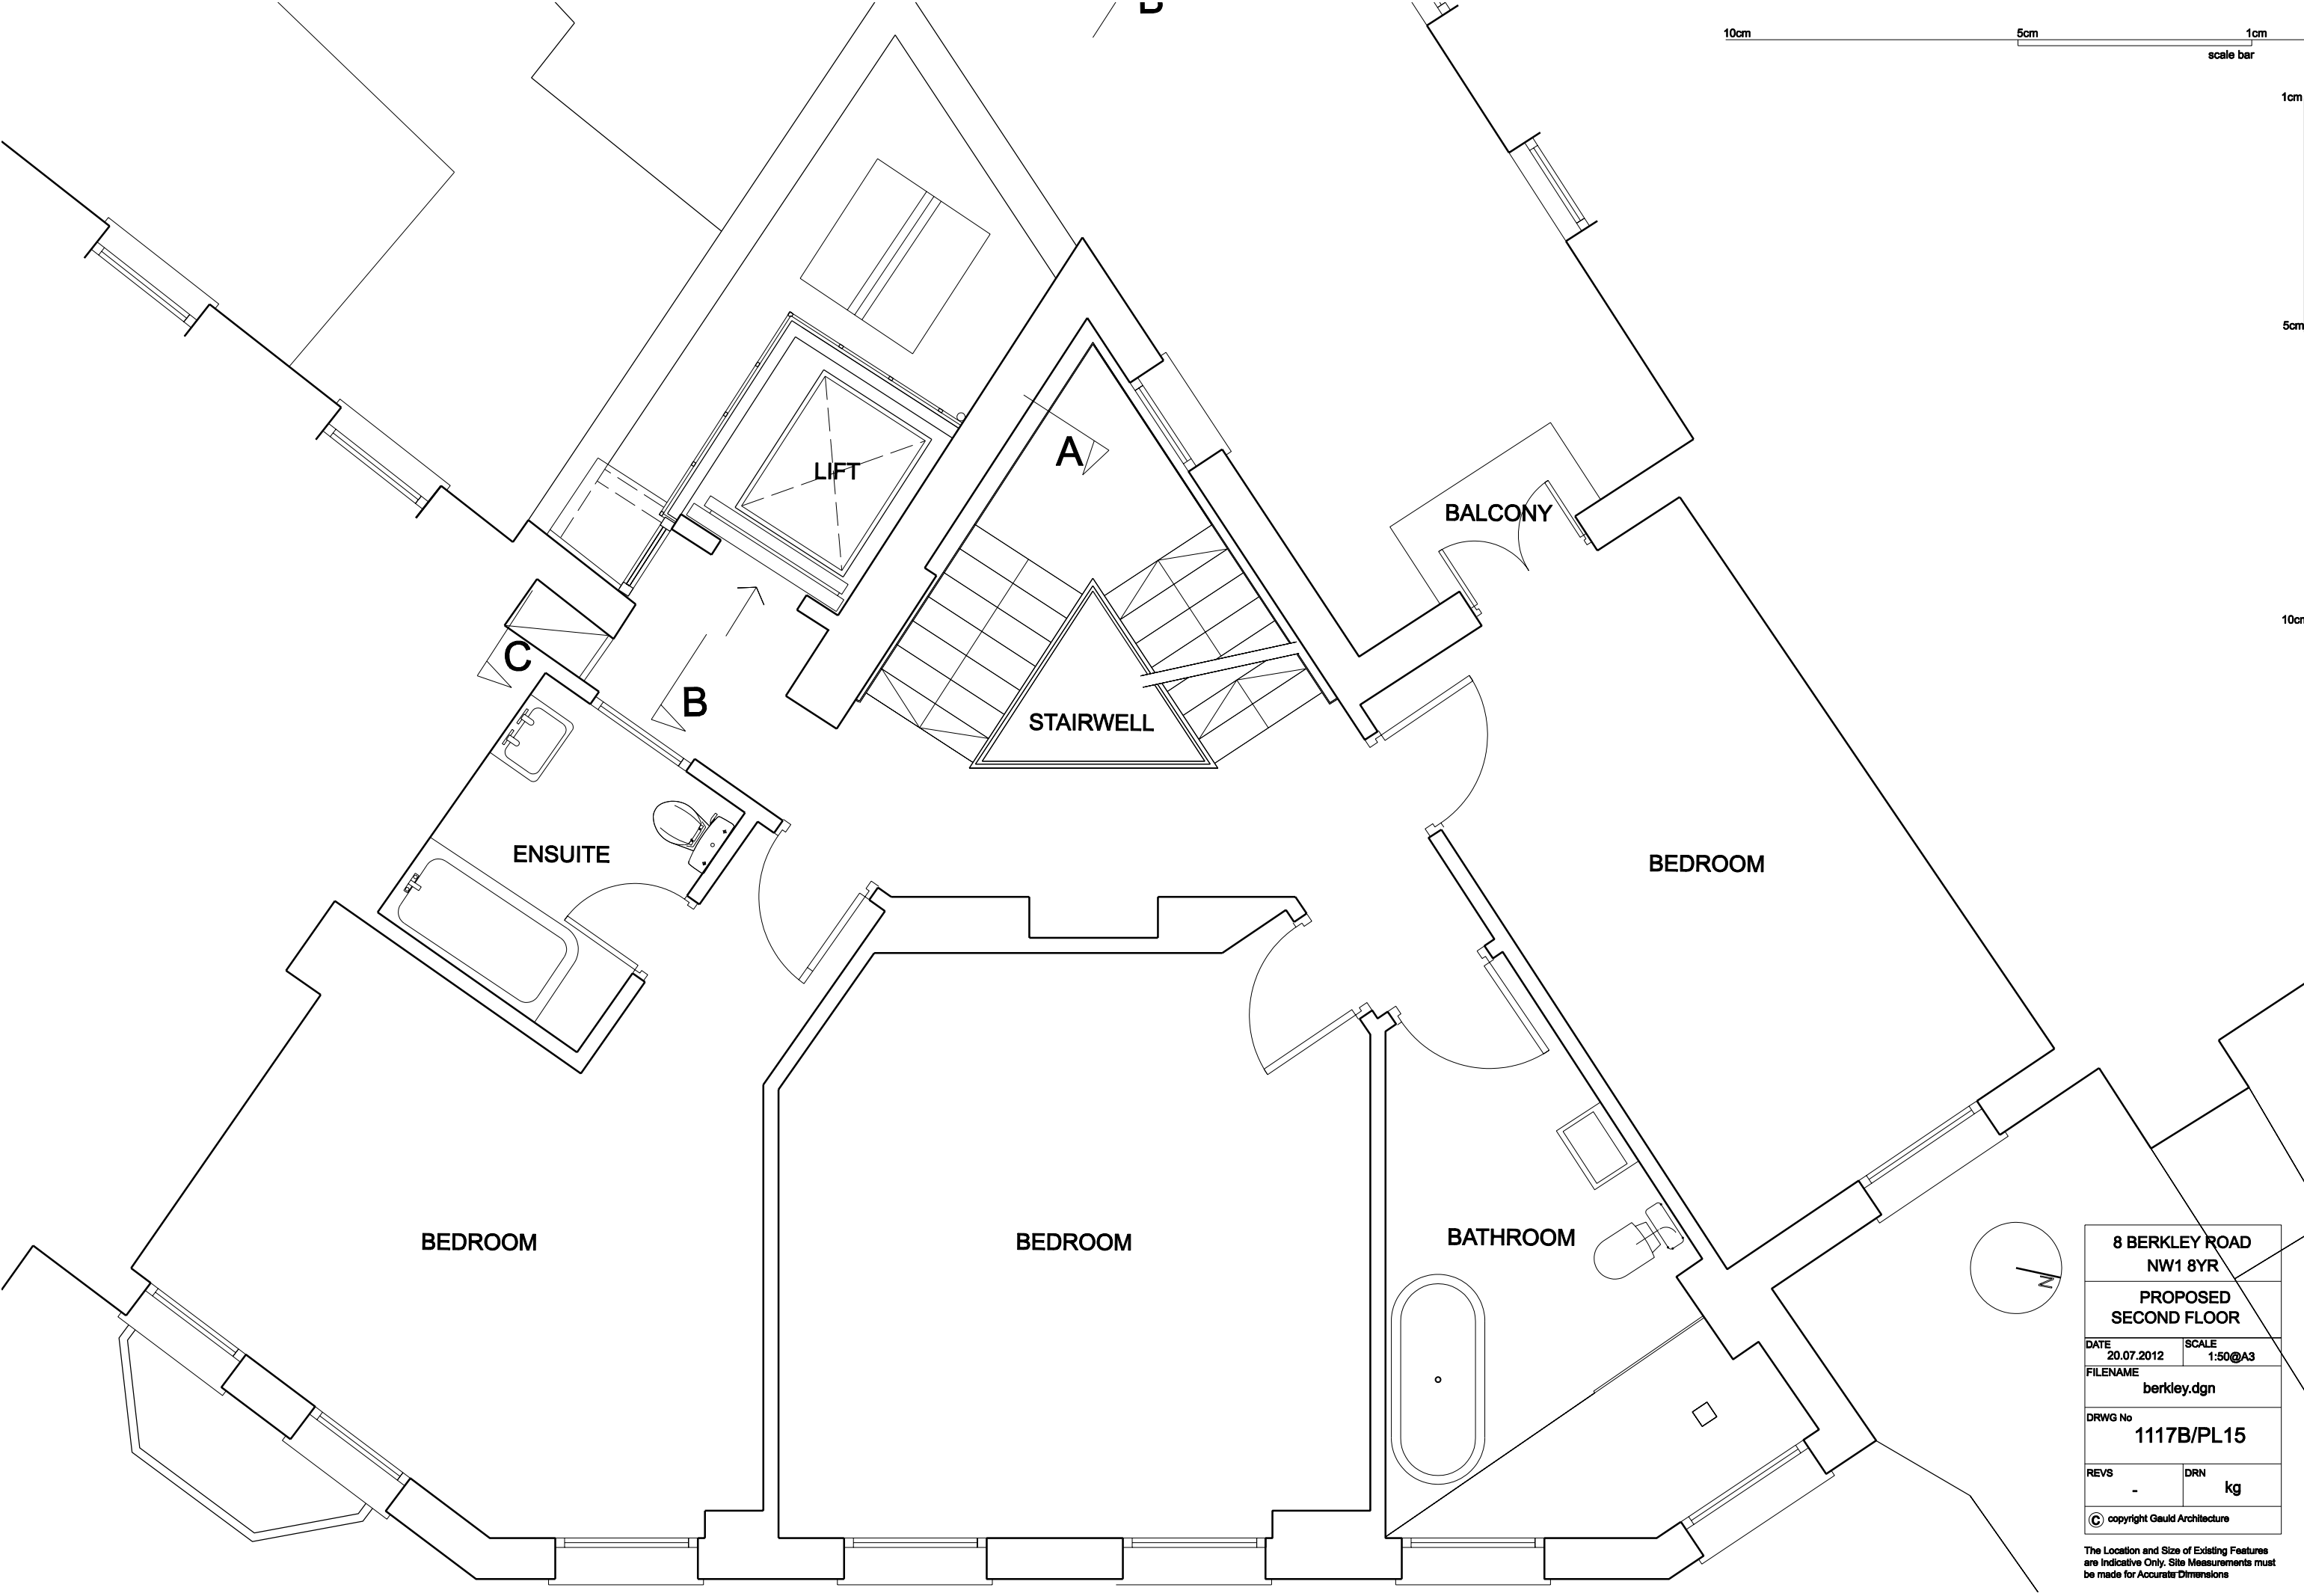 B
10cm
5cm
1cm
scale bar
1cm
5cm
10cm
LIFT
A
BALCONY
C
B
STAIRWELL
ENSUITE
BEDROOM
BEDROOM
BEDROOM
BATHROOM
N
8 BERKLEY ROAD
NW1 8YR
PROPOSED
SECOND FLOOR
DATE
20.07.2012
SCALE
1:50@A3
FILENAME
berkley.dgn
DRWG No
1117B/PL15
REVS
-
DRN
kg
© copyright Gauld Architecture
The Location and Size of Existing Features
are Indicative Only. Site Measurements must
be made for Accurate Dimensions